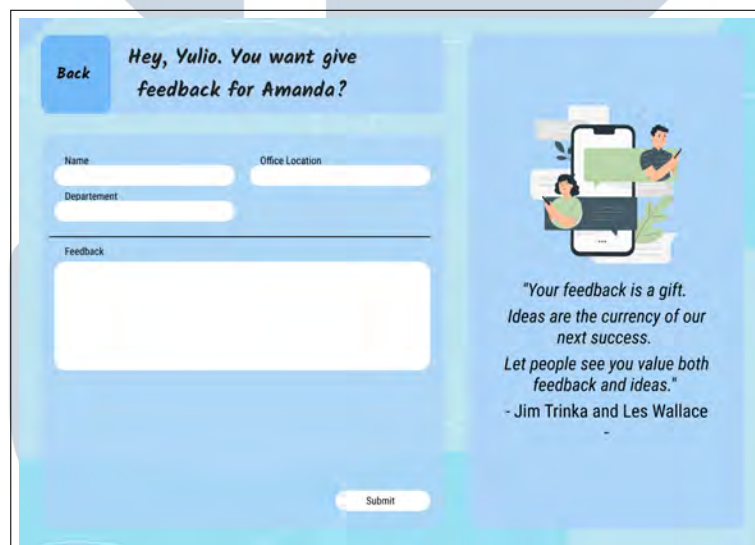 Back
Hey, Yulio. You want give
feedback for Amanda?
Name
Office Location
Departement
Feedback
Submit
"Your feedback is a gift.
Ideas are the currency of our
next success.
Let people see you value both
feedback and ideas."
- Jim Trinka and Les Wallace
-